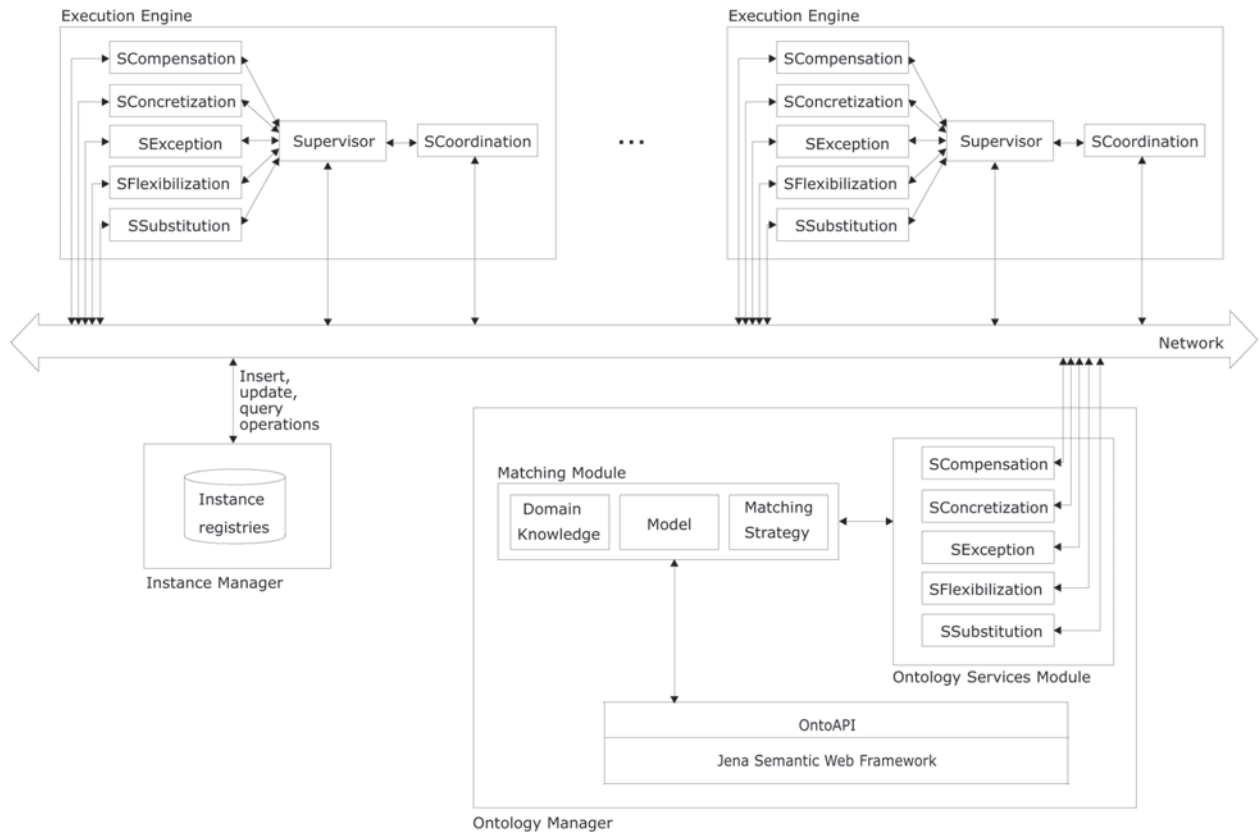 Execution Engine
SCompensation
SConcretization
SException
SFlexibilization
SSubstitution
Supervisor
SCoordination
...
Execution Engine
SCompensation
SConcretization
SException
SFlexibilization
SSubstitution
Supervisor
SCoordination
Network
Insert,
update,
query
operations
Instance
registries
Instance Manager
Matching Module
Domain
Knowledge
Model
Matching
Strategy
SCompensation
SConcretization
SException
SFlexibilization
SSubstitution
Ontology Services Module
OntoAPI
Jena Semantic Web Framework
Ontology Manager